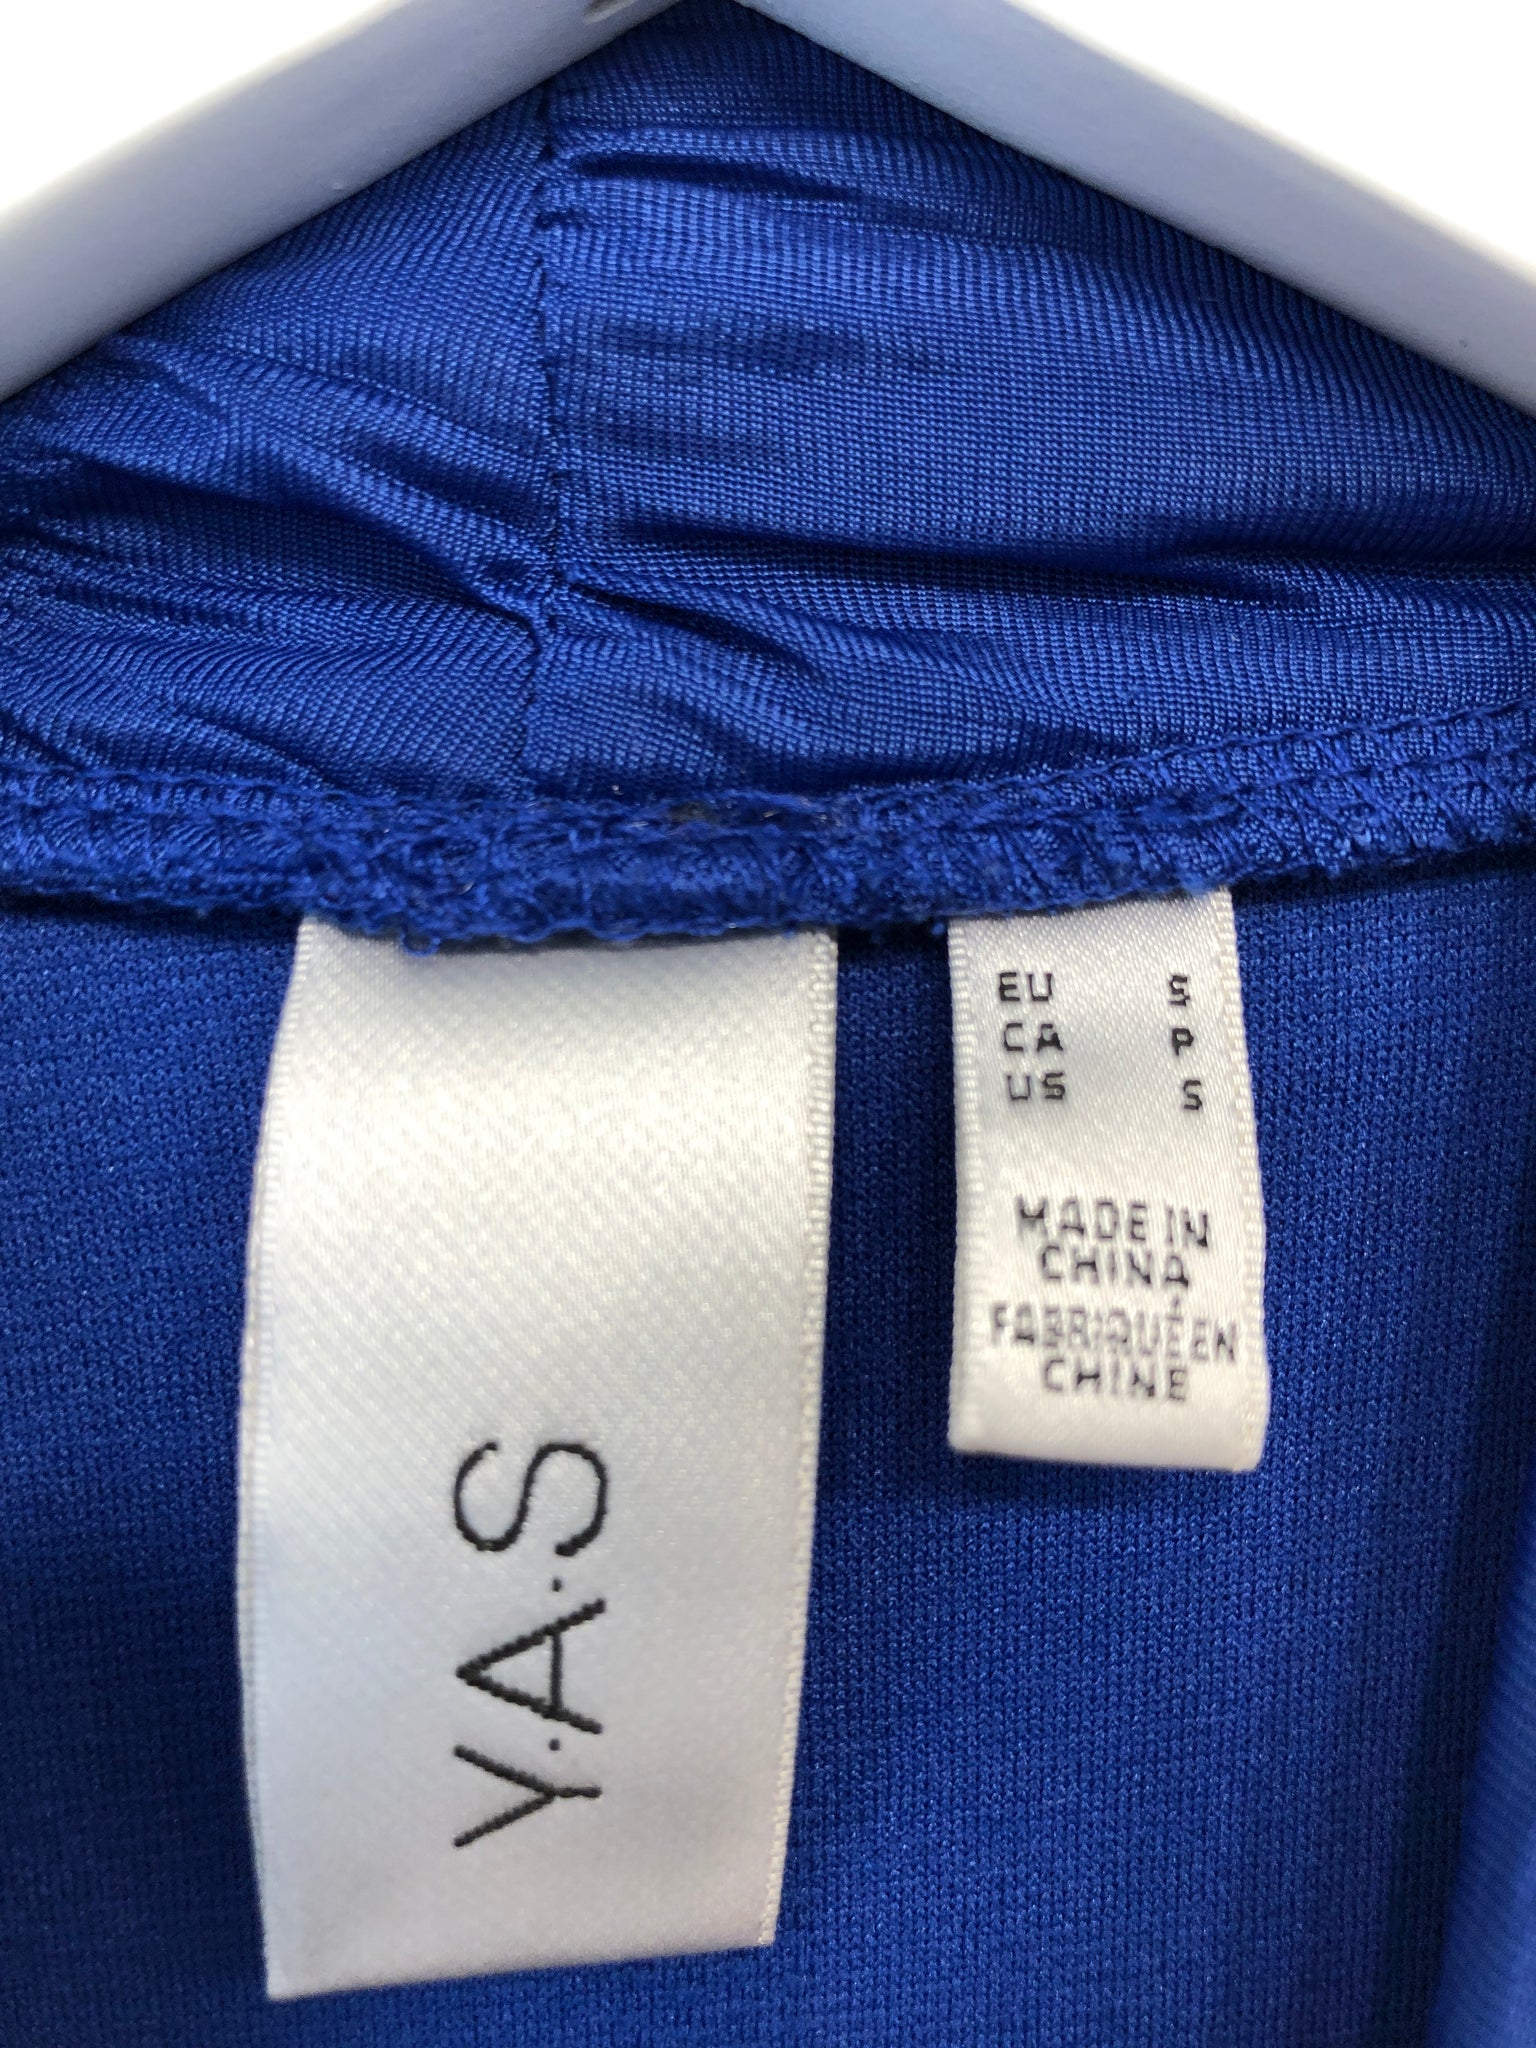 Y·A·S
EU S
CA P
US S
MADE IN
CHINA
FABRIQUÉ EN
CHINE